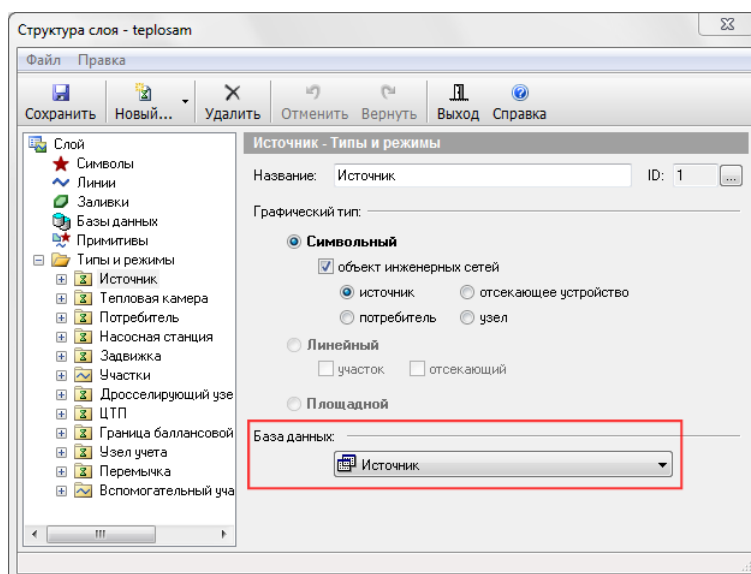 Структура слоя - teplosam
Файл Правка
Сохранить Новый... Удалить Отменить Вернуть Выход Справка
Слой
Символы
Линии
Заливки
Базы данных
Примитивы
Типы и режимы
Источник
Тепловая камера
Потребитель
Насосная станция
Задвижка
Участки
Дросселирующий узе
ЦТП
Граница баллансовой
Узел учета
Перемычка
Вспомогательный уча
Источник - Типы и режимы
Название: Источник ID: 1 ...
Графический тип:
Символьный
объект инженерных сетей
источник отсекающее устройство
потребитель узел
Линейный
участок отсекающий
Площадной
База данных:
Источник